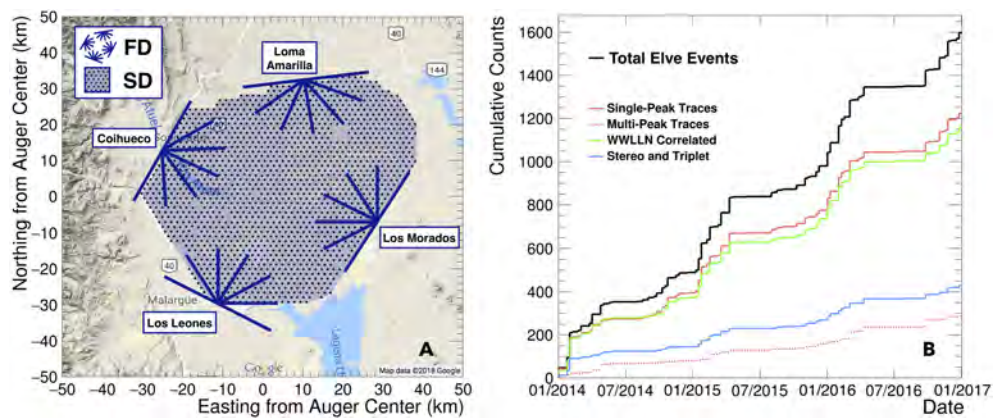 Northing from Auger Center (km)
50
40
30
20
10
0
−10
−20
−30
−40
−50
FD
SD
Loma
Amarilla
40
144
Coihueco
Los Morados
40
Malargüe
Los Leones
Google
A
Map data ©2018 Google
−50 −40 −30 −20 −10 0 10 20 30 40 50
Easting from Auger Center (km)
Cumulative Counts
1600
1400
1200
1000
800
600
400
200
0
Total Elve Events
Single-Peak Traces
Multi-Peak Traces
WWLLN Correlated
Stereo and Triplet
B
01/2014 07/2014 01/2015 07/2015 01/2016 07/2016 01/2017
Date